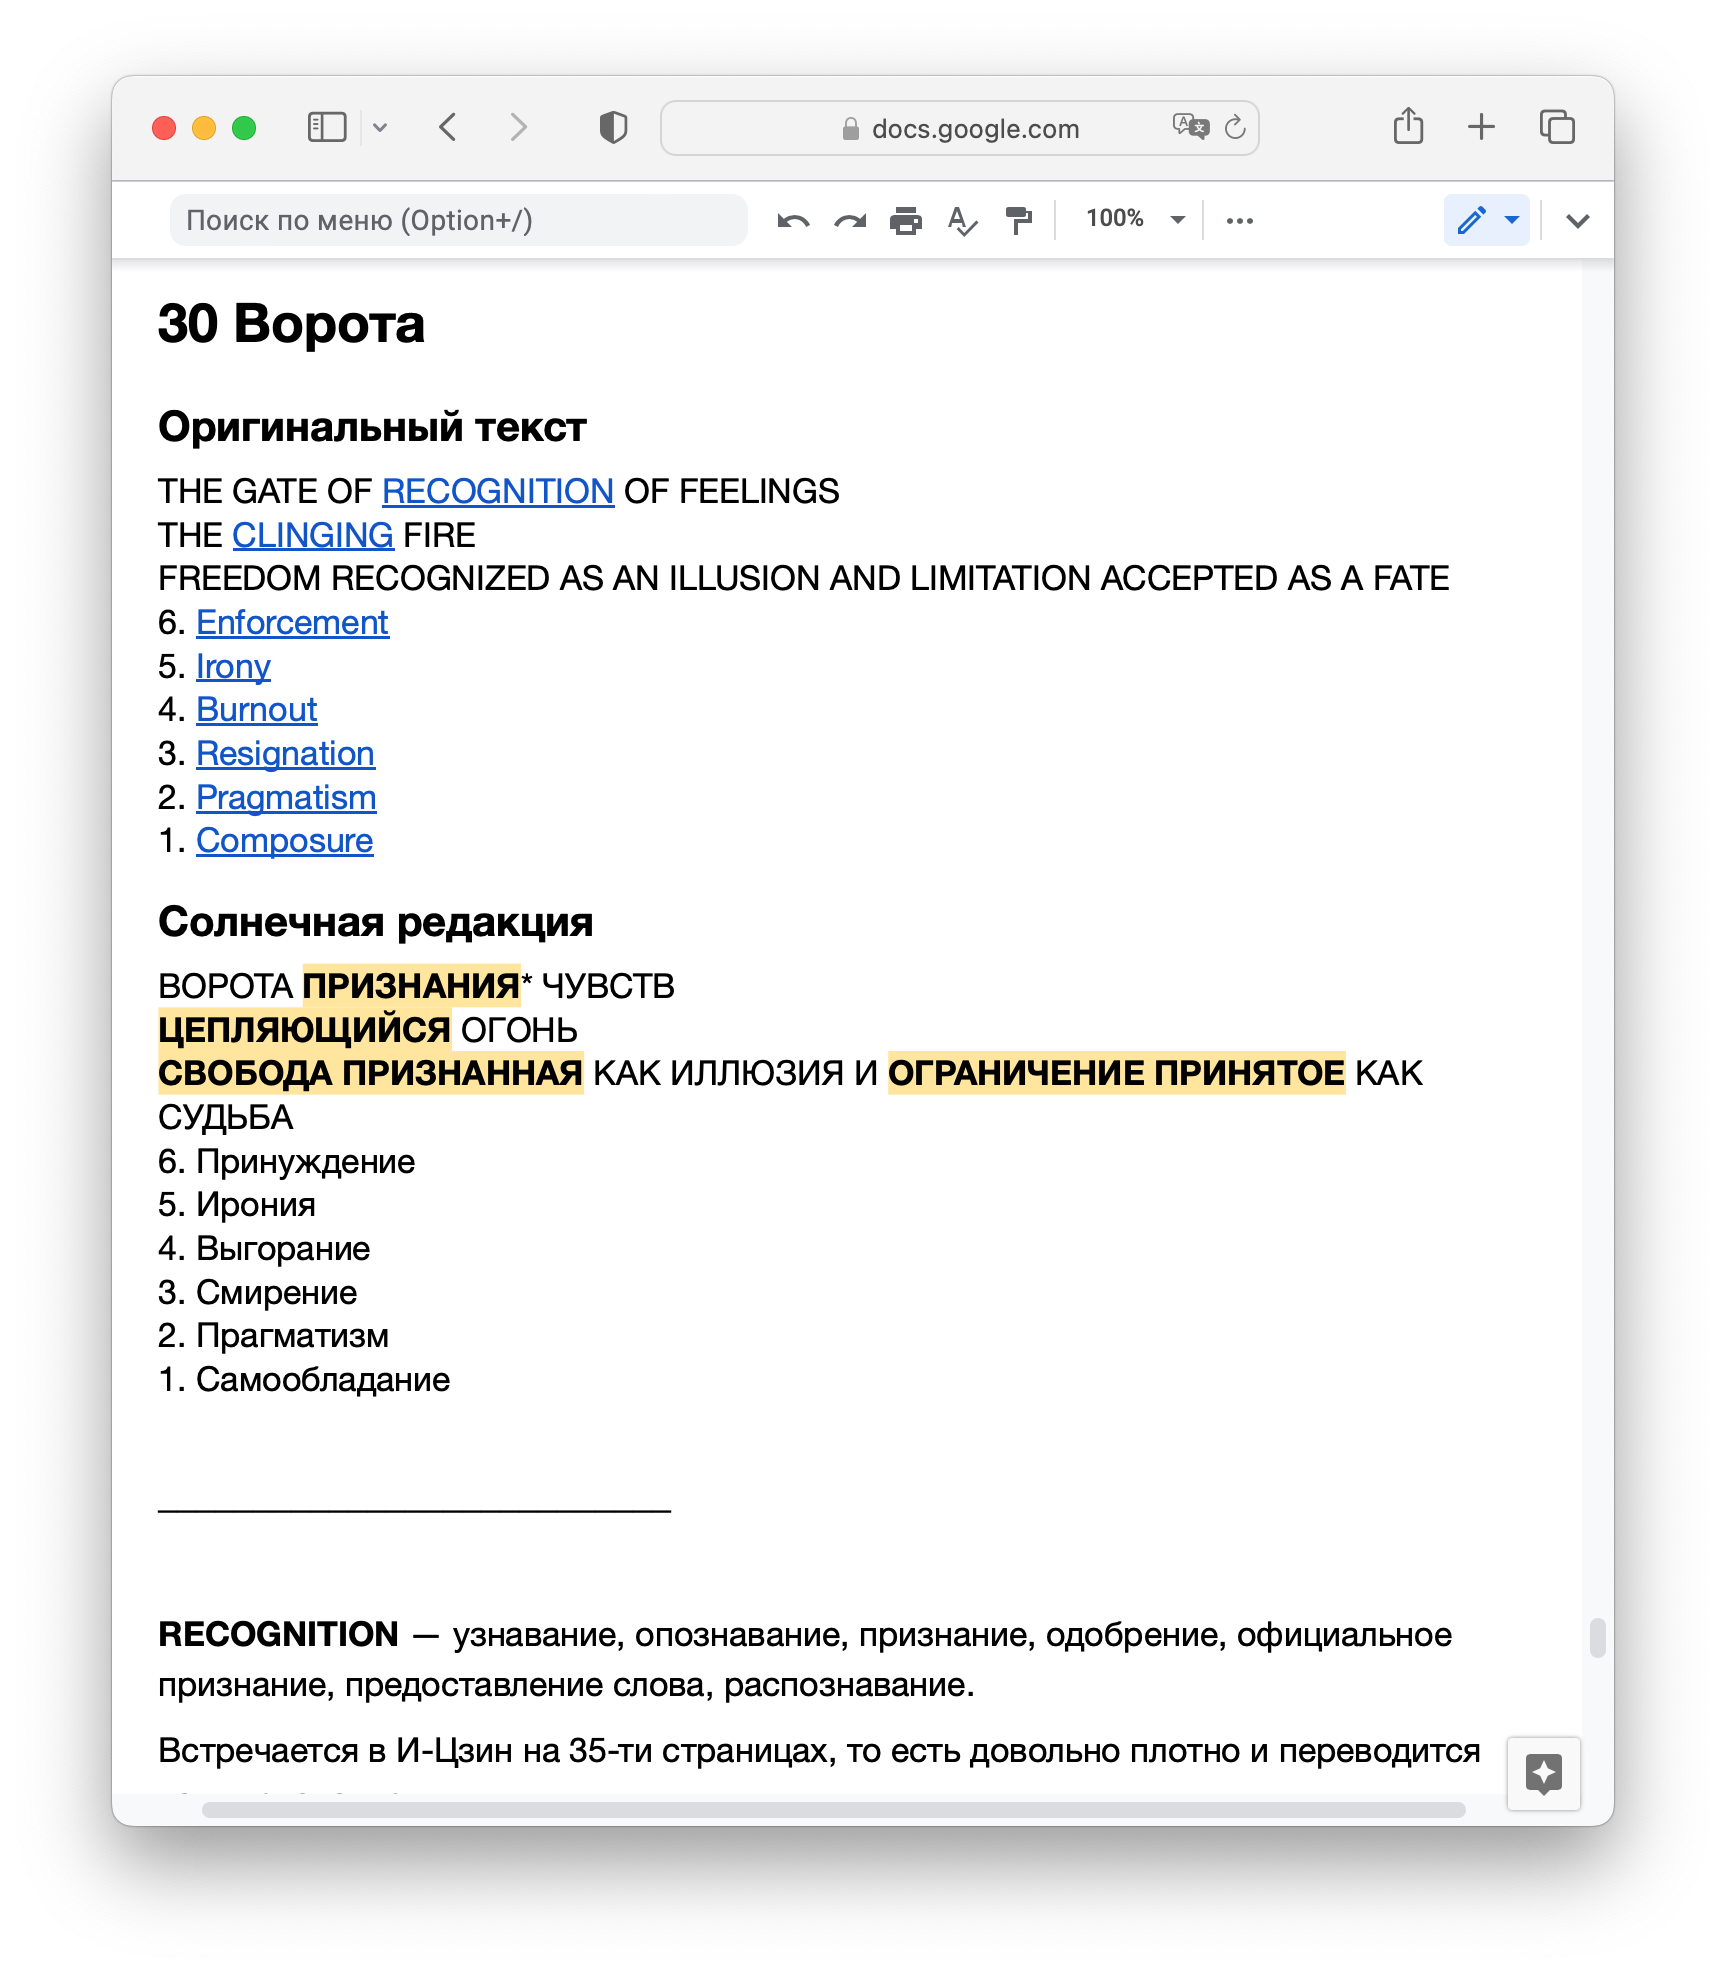 docs.google.com
Поиск по меню (Option+/)
100%
30 Ворота
Оригинальный текст
THE GATE OF RECOGNITION OF FEELINGS
THE CLINGING FIRE
FREEDOM RECOGNIZED AS AN ILLUSION AND LIMITATION ACCEPTED AS A FATE
6. Enforcement
5. Irony
4. Burnout
3. Resignation
2. Pragmatism
1. Composure
Солнечная редакция
ВОРОТА ПРИЗНАНИЯ* ЧУВСТВ
ЦЕПЛЯЮЩИЙСЯ ОГОНЬ
СВОБОДА ПРИЗНАННАЯ КАК ИЛЛЮЗИЯ И ОГРАНИЧЕНИЕ ПРИНЯТОЕ КАК
СУДЬБА
6. Принуждение
5. Ирония
4. Выгорание
3. Смирение
2. Прагматизм
1. Самообладание
RECOGNITION — узнавание, опознавание, признание, одобрение, официальное
признание, предоставление слова, распознавание.
Встречается в И-Цзин на 35-ти страницах, то есть довольно плотно и переводится